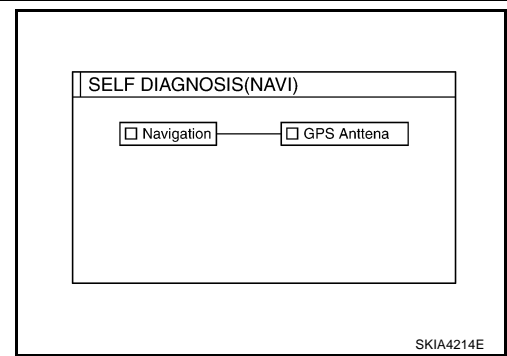 SELF DIAGNOSIS(NAVI)
Navigation
GPS Anttena
SKIA4214E